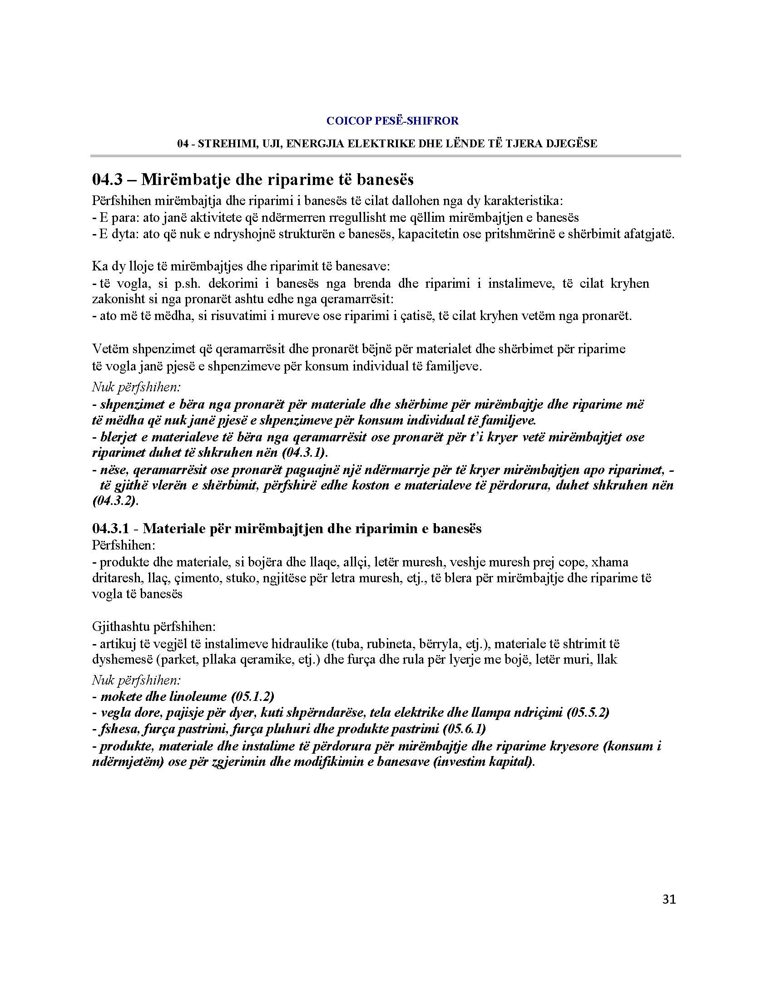 COICOP PESË-SHIFROR
04 - STREHIMI, UJI, ENERGJIA ELEKTRIKE DHE LËNDE TË TJERA DJEGËSE
04.3 – Mirëmbatje dhe riparime të banesës
Përfshihen mirëmbajtja dhe riparimi i banesës të cilat dallohen nga dy karakteristika:
- E para: ato janë aktivitete që ndërmerren rregullisht me qëllim mirëmbajtjen e banesës
- E dyta: ato që nuk e ndryshojnë strukturën e banesës, kapacitetin ose pritshmërinë e shërbimit afatgjatë.
Ka dy lloje të mirëmbajtjes dhe riparimit të banesave:
- të vogla, si p.sh. dekorimi i banesës nga brenda dhe riparimi i instalimeve, të cilat kryhen
zakonisht si nga pronarët ashtu edhe nga qeramarrësit:
- ato më të mëdha, si risuvatimi i mureve ose riparimi i çatisë, të cilat kryhen vetëm nga pronarët.
Vetëm shpenzimet që qeramarrësit dhe pronarët bëjnë për materialet dhe shërbimet për riparime
të vogla janë pjesë e shpenzimeve për konsum individual të familjeve.
Nuk përfshihen:
- shpenzimet e bëra nga pronarët për materiale dhe shërbime për mirëmbajtje dhe riparime më
të mëdha që nuk janë pjesë e shpenzimeve për konsum individual të familjeve.
- blerjet e materialeve të bëra nga qeramarrësit ose pronarët për t’i kryer vetë mirëmbajtjet ose
riparimet duhet të shkruhen nën (04.3.1).
- nëse, qeramarrësit ose pronarët paguajnë një ndërmarrje për të kryer mirëmbajtjen apo riparimet, -
të gjithë vlerën e shërbimit, përfshirë edhe koston e materialeve të përdorura, duhet shkruhen nën
(04.3.2).
04.3.1 - Materiale për mirëmbajtjen dhe riparimin e banesës
Përfshihen:
- produkte dhe materiale, si bojëra dhe llaqe, allçi, letër muresh, veshje muresh prej cope, xhama
dritaresh, llaç, çimento, stuko, ngjitëse për letra muresh, etj., të blera për mirëmbajtje dhe riparime të
vogla të banesës
Gjithashtu përfshihen:
- artikuj të vegjël të instalimeve hidraulike (tuba, rubineta, bërryla, etj.), materiale të shtrimit të
dyshemesë (parket, pllaka qeramike, etj.) dhe furça dhe rula për lyerje me bojë, letër muri, llak
Nuk përfshihen:
- mokete dhe linoleume (05.1.2)
- vegla dore, pajisje për dyer, kuti shpërndarëse, tela elektrike dhe llampa ndriçimi (05.5.2)
- fshesa, furça pastrimi, furça pluhuri dhe produkte pastrimi (05.6.1)
- produkte, materiale dhe instalime të përdorura për mirëmbajtje dhe riparime kryesore (konsum i
ndërmjetëm) ose për zgjerimin dhe modifikimin e banesave (investim kapital).
31